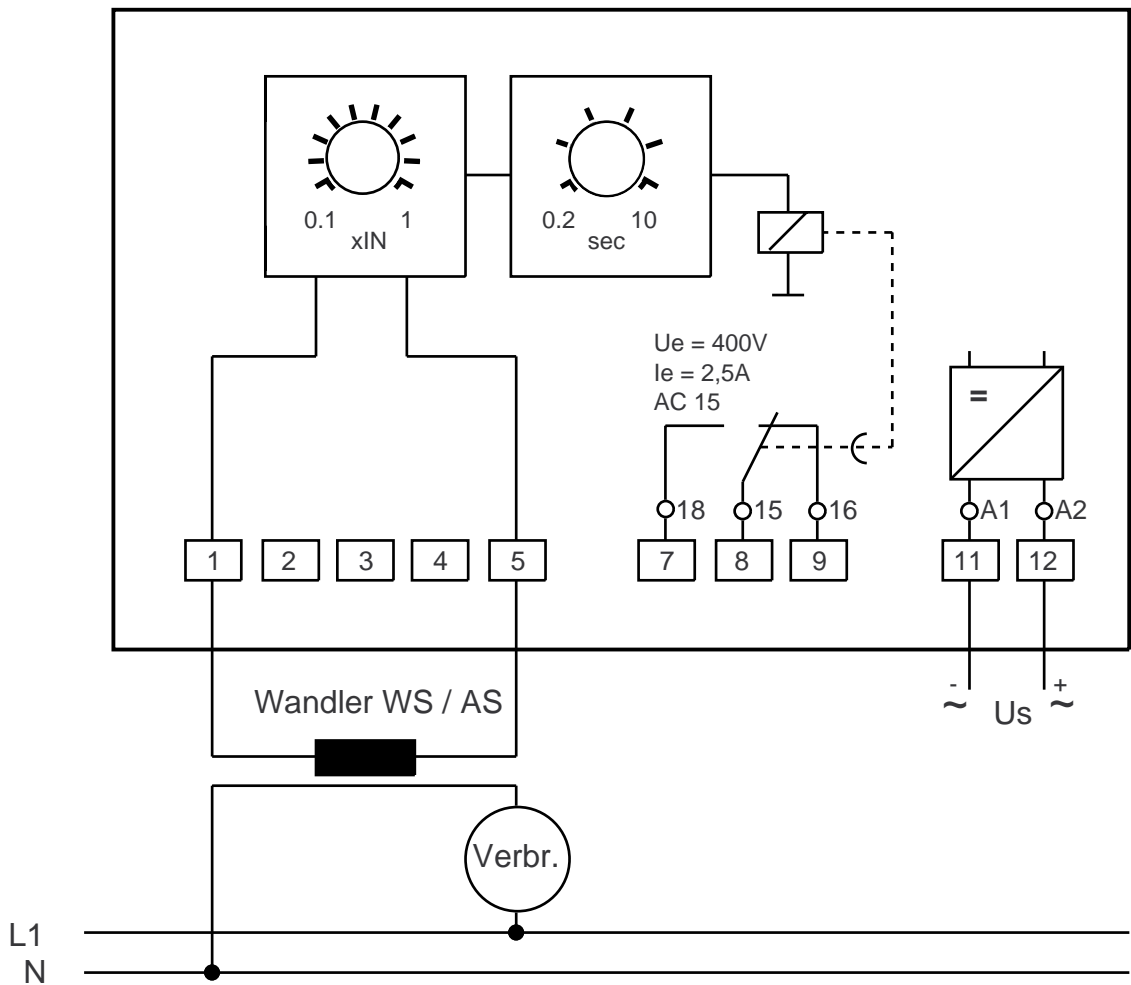 0.1 1
xIN
0.2 10
sec
Ue = 400V
Ie = 2,5A
AC 15
=
18 15 16 A1 A2
1 2 3 4 5 7 8 9 11 12
- +
~ Us ~
Wandler WS / AS
Verbr.
L1
N